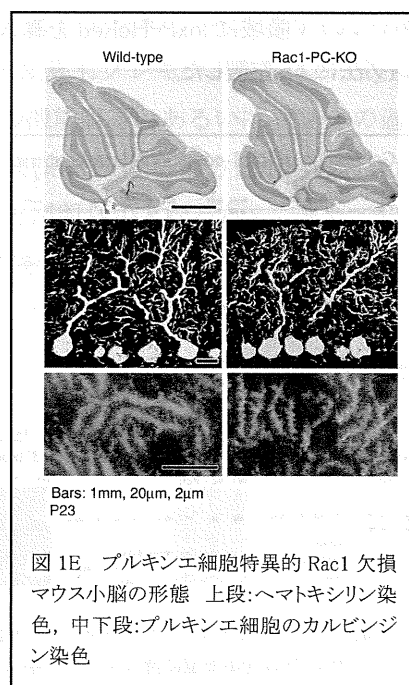 Wild-type
Rac1-PC-KO
Bars: 1mm, 20μm, 2μm
P23
図 1E プルキンエ細胞特異的 Rac1 欠損
マウス小脳の形態 上段:ヘマトキシリン染
色, 中下段:プルキンエ細胞のカルビンジ
ン染色